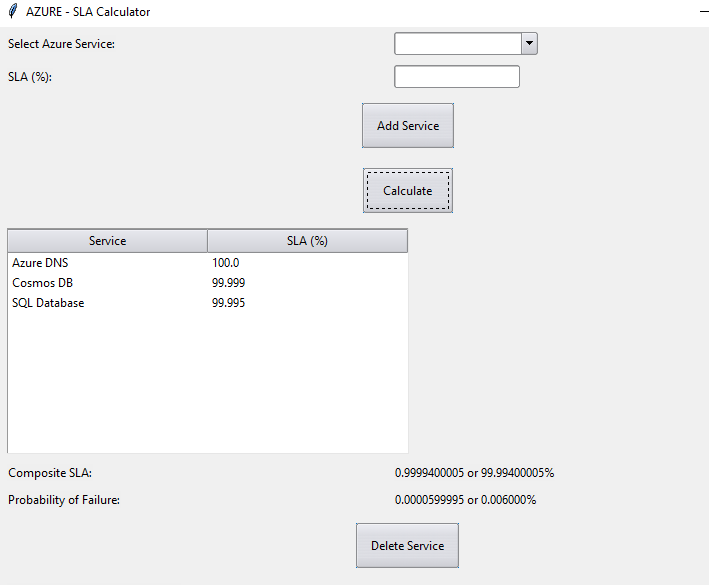 AZURE - SLA Calculator
Select Azure Service:
SLA (%):
Add Service
Calculate
Service SLA (%)
Azure DNS 100.0
Cosmos DB 99.999
SQL Database 99.995
Composite SLA: 0.9999400005 or 99.99400005%
Probability of Failure: 0.0000599995 or 0.006000%
Delete Service